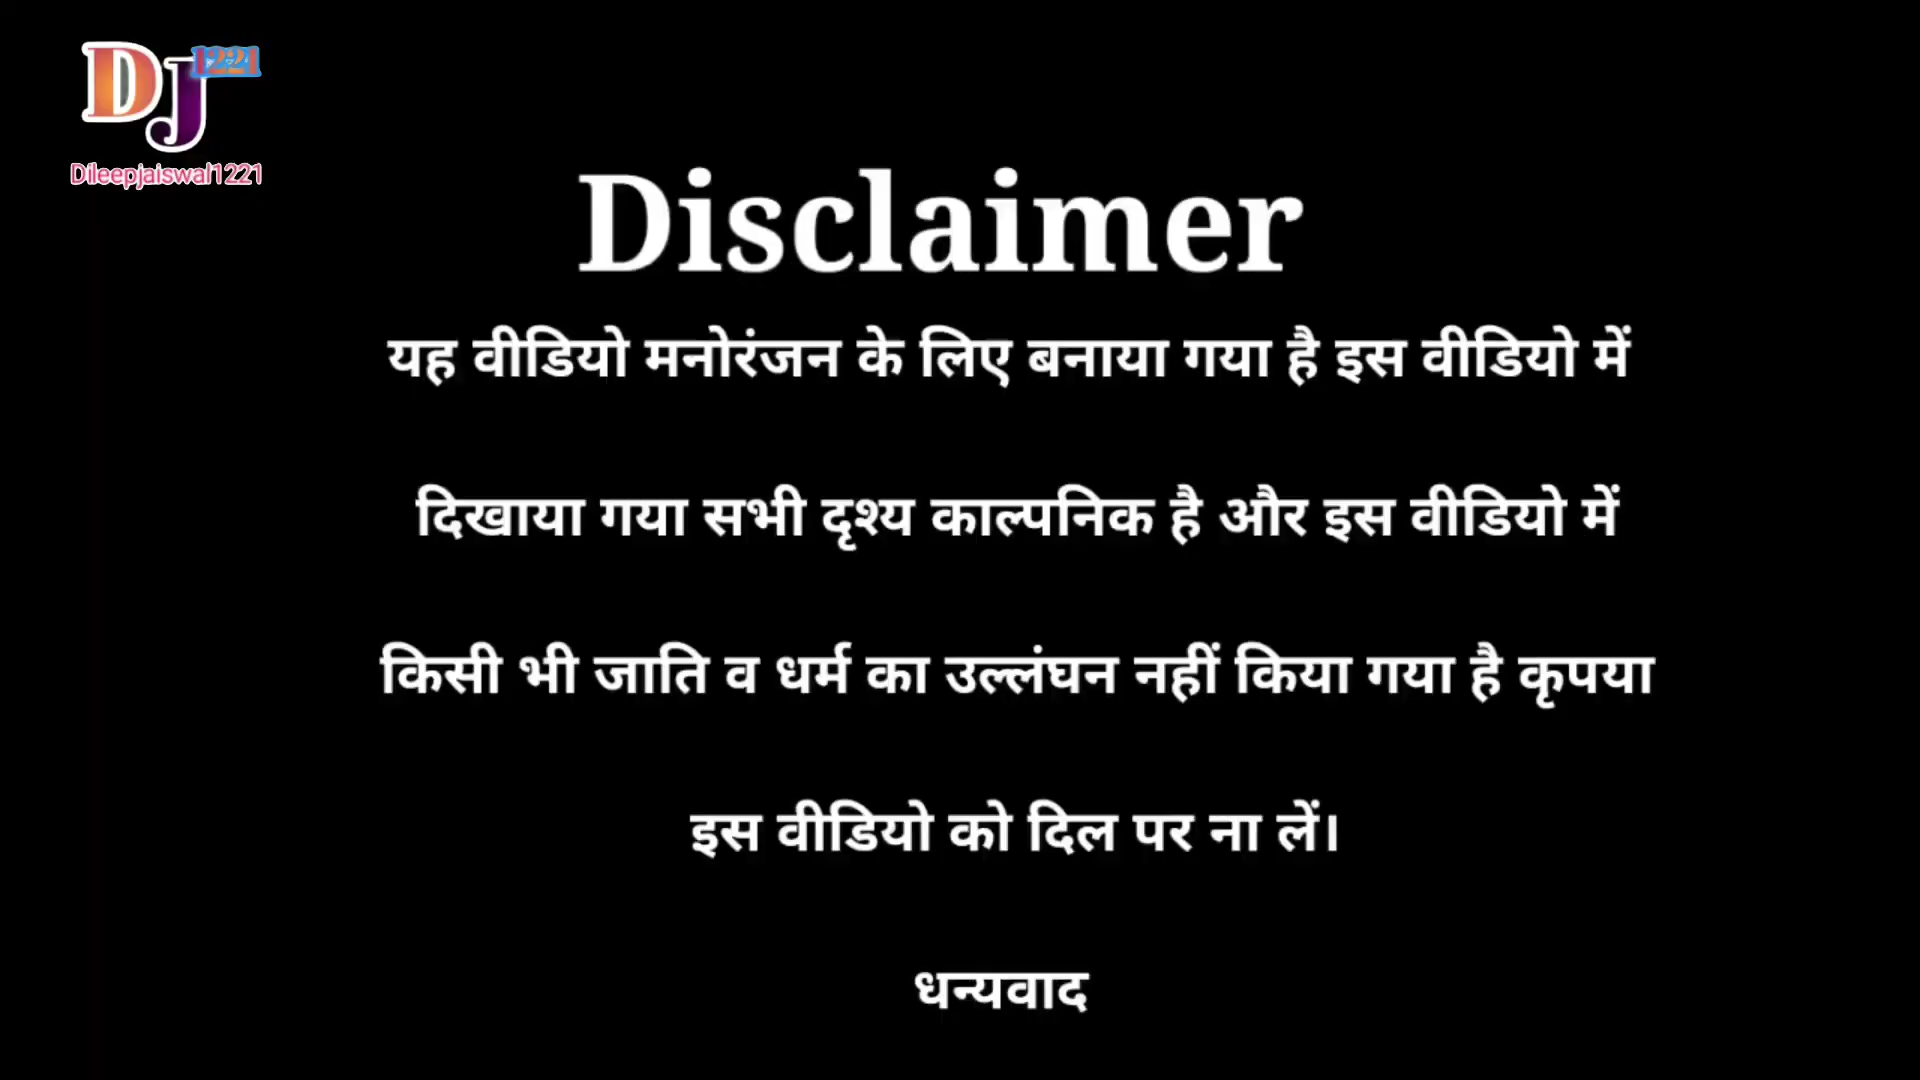 DJ 1221
Dileepjaiswal1221
Disclaimer
यह वीडियो मनोरंजन के लिए बनाया गया है इस वीडियो में
दिखाया गया सभी दृश्य काल्पनिक है और इस वीडियो में
किसी भी जाति व धर्म का उल्लंघन नहीं किया गया है कृपया
इस वीडियो को दिल पर ना लें।
धन्यवाद